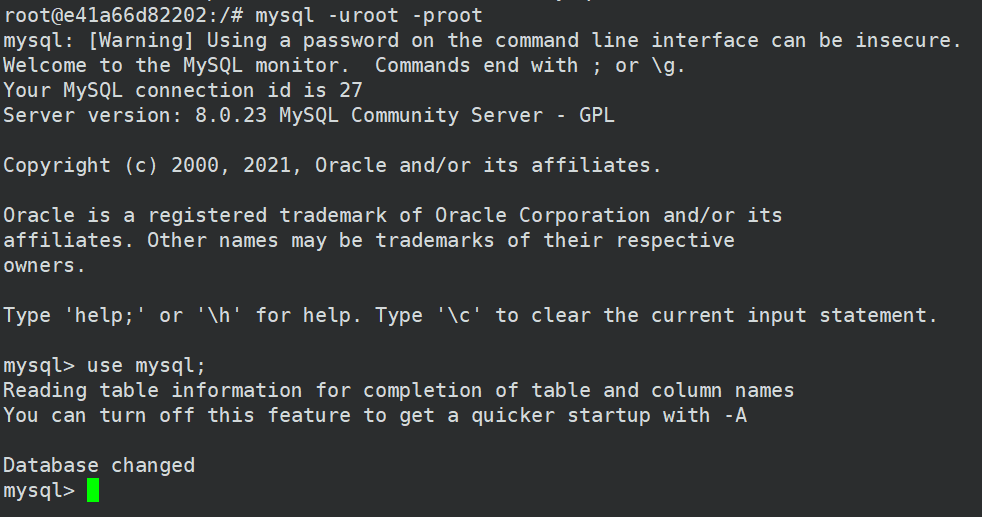 root@e41a66d82202:/# mysql -uroot -proot
mysql: [Warning] Using a password on the command line interface can be insecure.
Welcome to the MySQL monitor.  Commands end with ; or \g.
Your MySQL connection id is 27
Server version: 8.0.23 MySQL Community Server - GPL

Copyright (c) 2000, 2021, Oracle and/or its affiliates.

Oracle is a registered trademark of Oracle Corporation and/or its
affiliates. Other names may be trademarks of their respective
owners.

Type 'help;' or '\h' for help. Type '\c' to clear the current input statement.

mysql> use mysql;
Reading table information for completion of table and column names
You can turn off this feature to get a quicker startup with -A

Database changed
mysql>